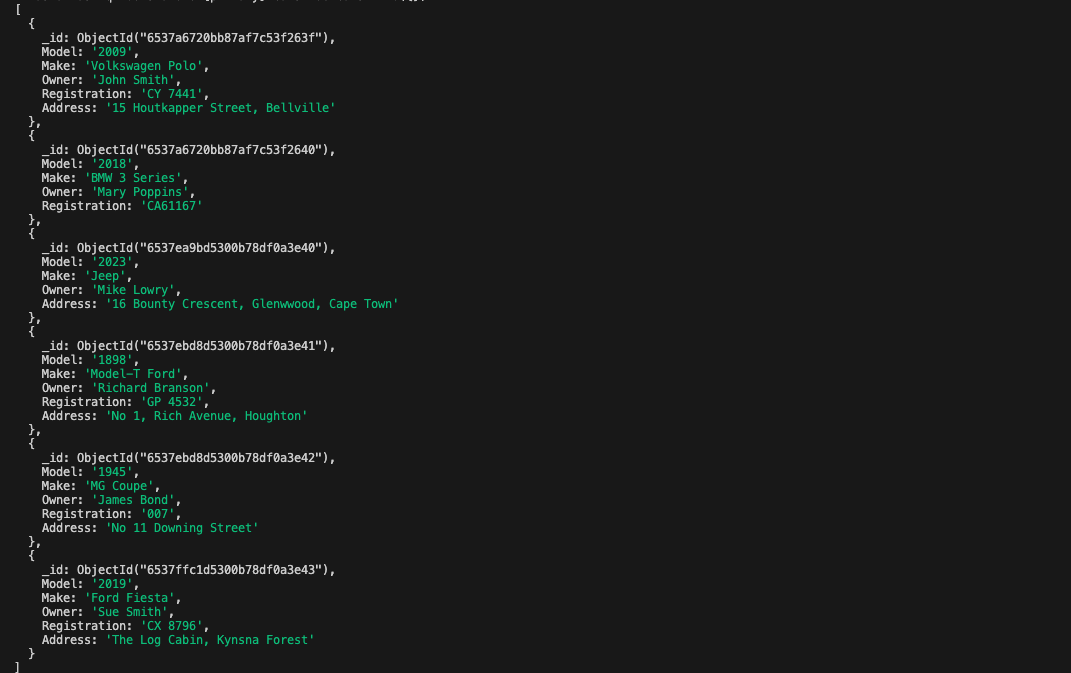 [
  {
    _id: ObjectId("6537a6720bb87af7c53f263f"),
    Model: '2009',
    Make: 'Volkswagen Polo',
    Owner: 'John Smith',
    Registration: 'CY 7441',
    Address: '15 Houtkapper Street, Bellville'
  },
  {
    _id: ObjectId("6537a6720bb87af7c53f2640"),
    Model: '2018',
    Make: 'BMW 3 Series',
    Owner: 'Mary Poppins',
    Registration: 'CA61167'
  },
  {
    _id: ObjectId("6537ea9bd5300b78df0a3e40"),
    Model: '2023',
    Make: 'Jeep',
    Owner: 'Mike Lowry',
    Address: '16 Bounty Crescent, Glenwwood, Cape Town'
  },
  {
    _id: ObjectId("6537ebd8d5300b78df0a3e41"),
    Model: '1898',
    Make: 'Model-T Ford',
    Owner: 'Richard Branson',
    Registration: 'GP 4532',
    Address: 'No 1, Rich Avenue, Houghton'
  },
  {
    _id: ObjectId("6537ebd8d5300b78df0a3e42"),
    Model: '1945',
    Make: 'MG Coupe',
    Owner: 'James Bond',
    Registration: '007',
    Address: 'No 11 Downing Street'
  },
  {
    _id: ObjectId("6537ffc1d5300b78df0a3e43"),
    Model: '2019',
    Make: 'Ford Fiesta',
    Owner: 'Sue Smith',
    Registration: 'CX 8796',
    Address: 'The Log Cabin, Kynsna Forest'
  }
]